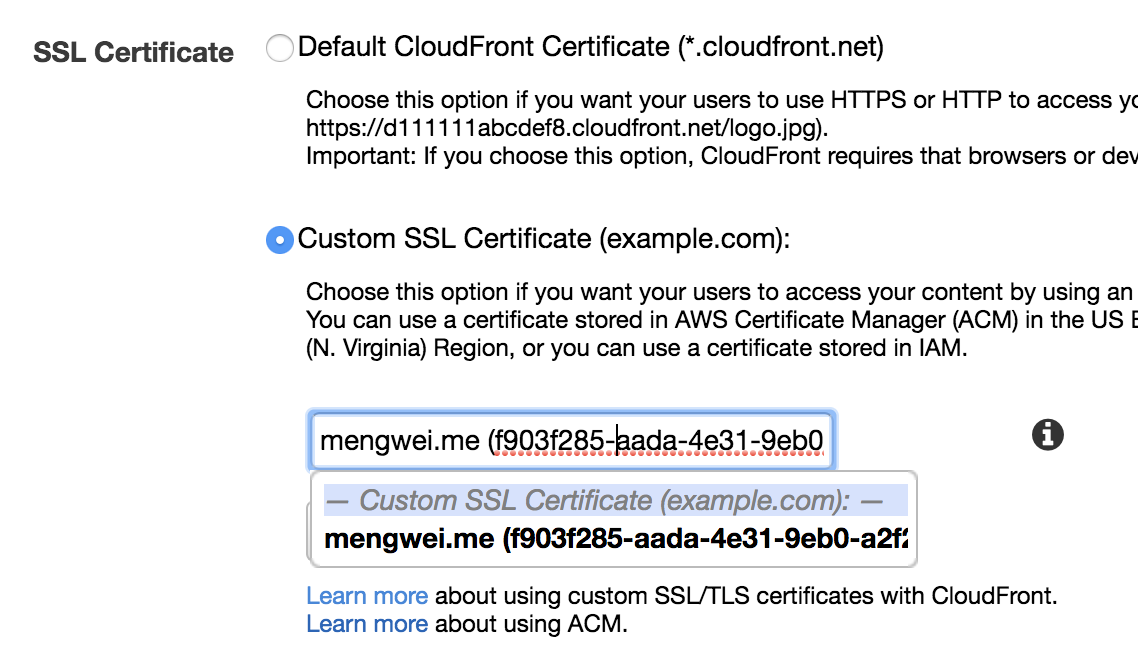 SSL Certificate
Default CloudFront Certificate (*.cloudfront.net)
Choose this option if you want your users to use HTTPS or HTTP to access
https://d111111abcdef8.cloudfront.net/logo.jpg).
Important: If you choose this option, CloudFront requires that browsers or
Custom SSL Certificate (example.com):
Choose this option if you want your users to access your content by using an
You can use a certificate stored in AWS Certificate Manager (ACM) in the US
(N. Virginia) Region, or you can use a certificate stored in IAM.
mengwei.me (f903f285-aada-4e31-9eb0
— Custom SSL Certificate (example.com): —
mengwei.me (f903f285-aada-4e31-9eb0-a2f2
Learn more about using custom SSL/TLS certificates with CloudFront.
Learn more about using ACM.